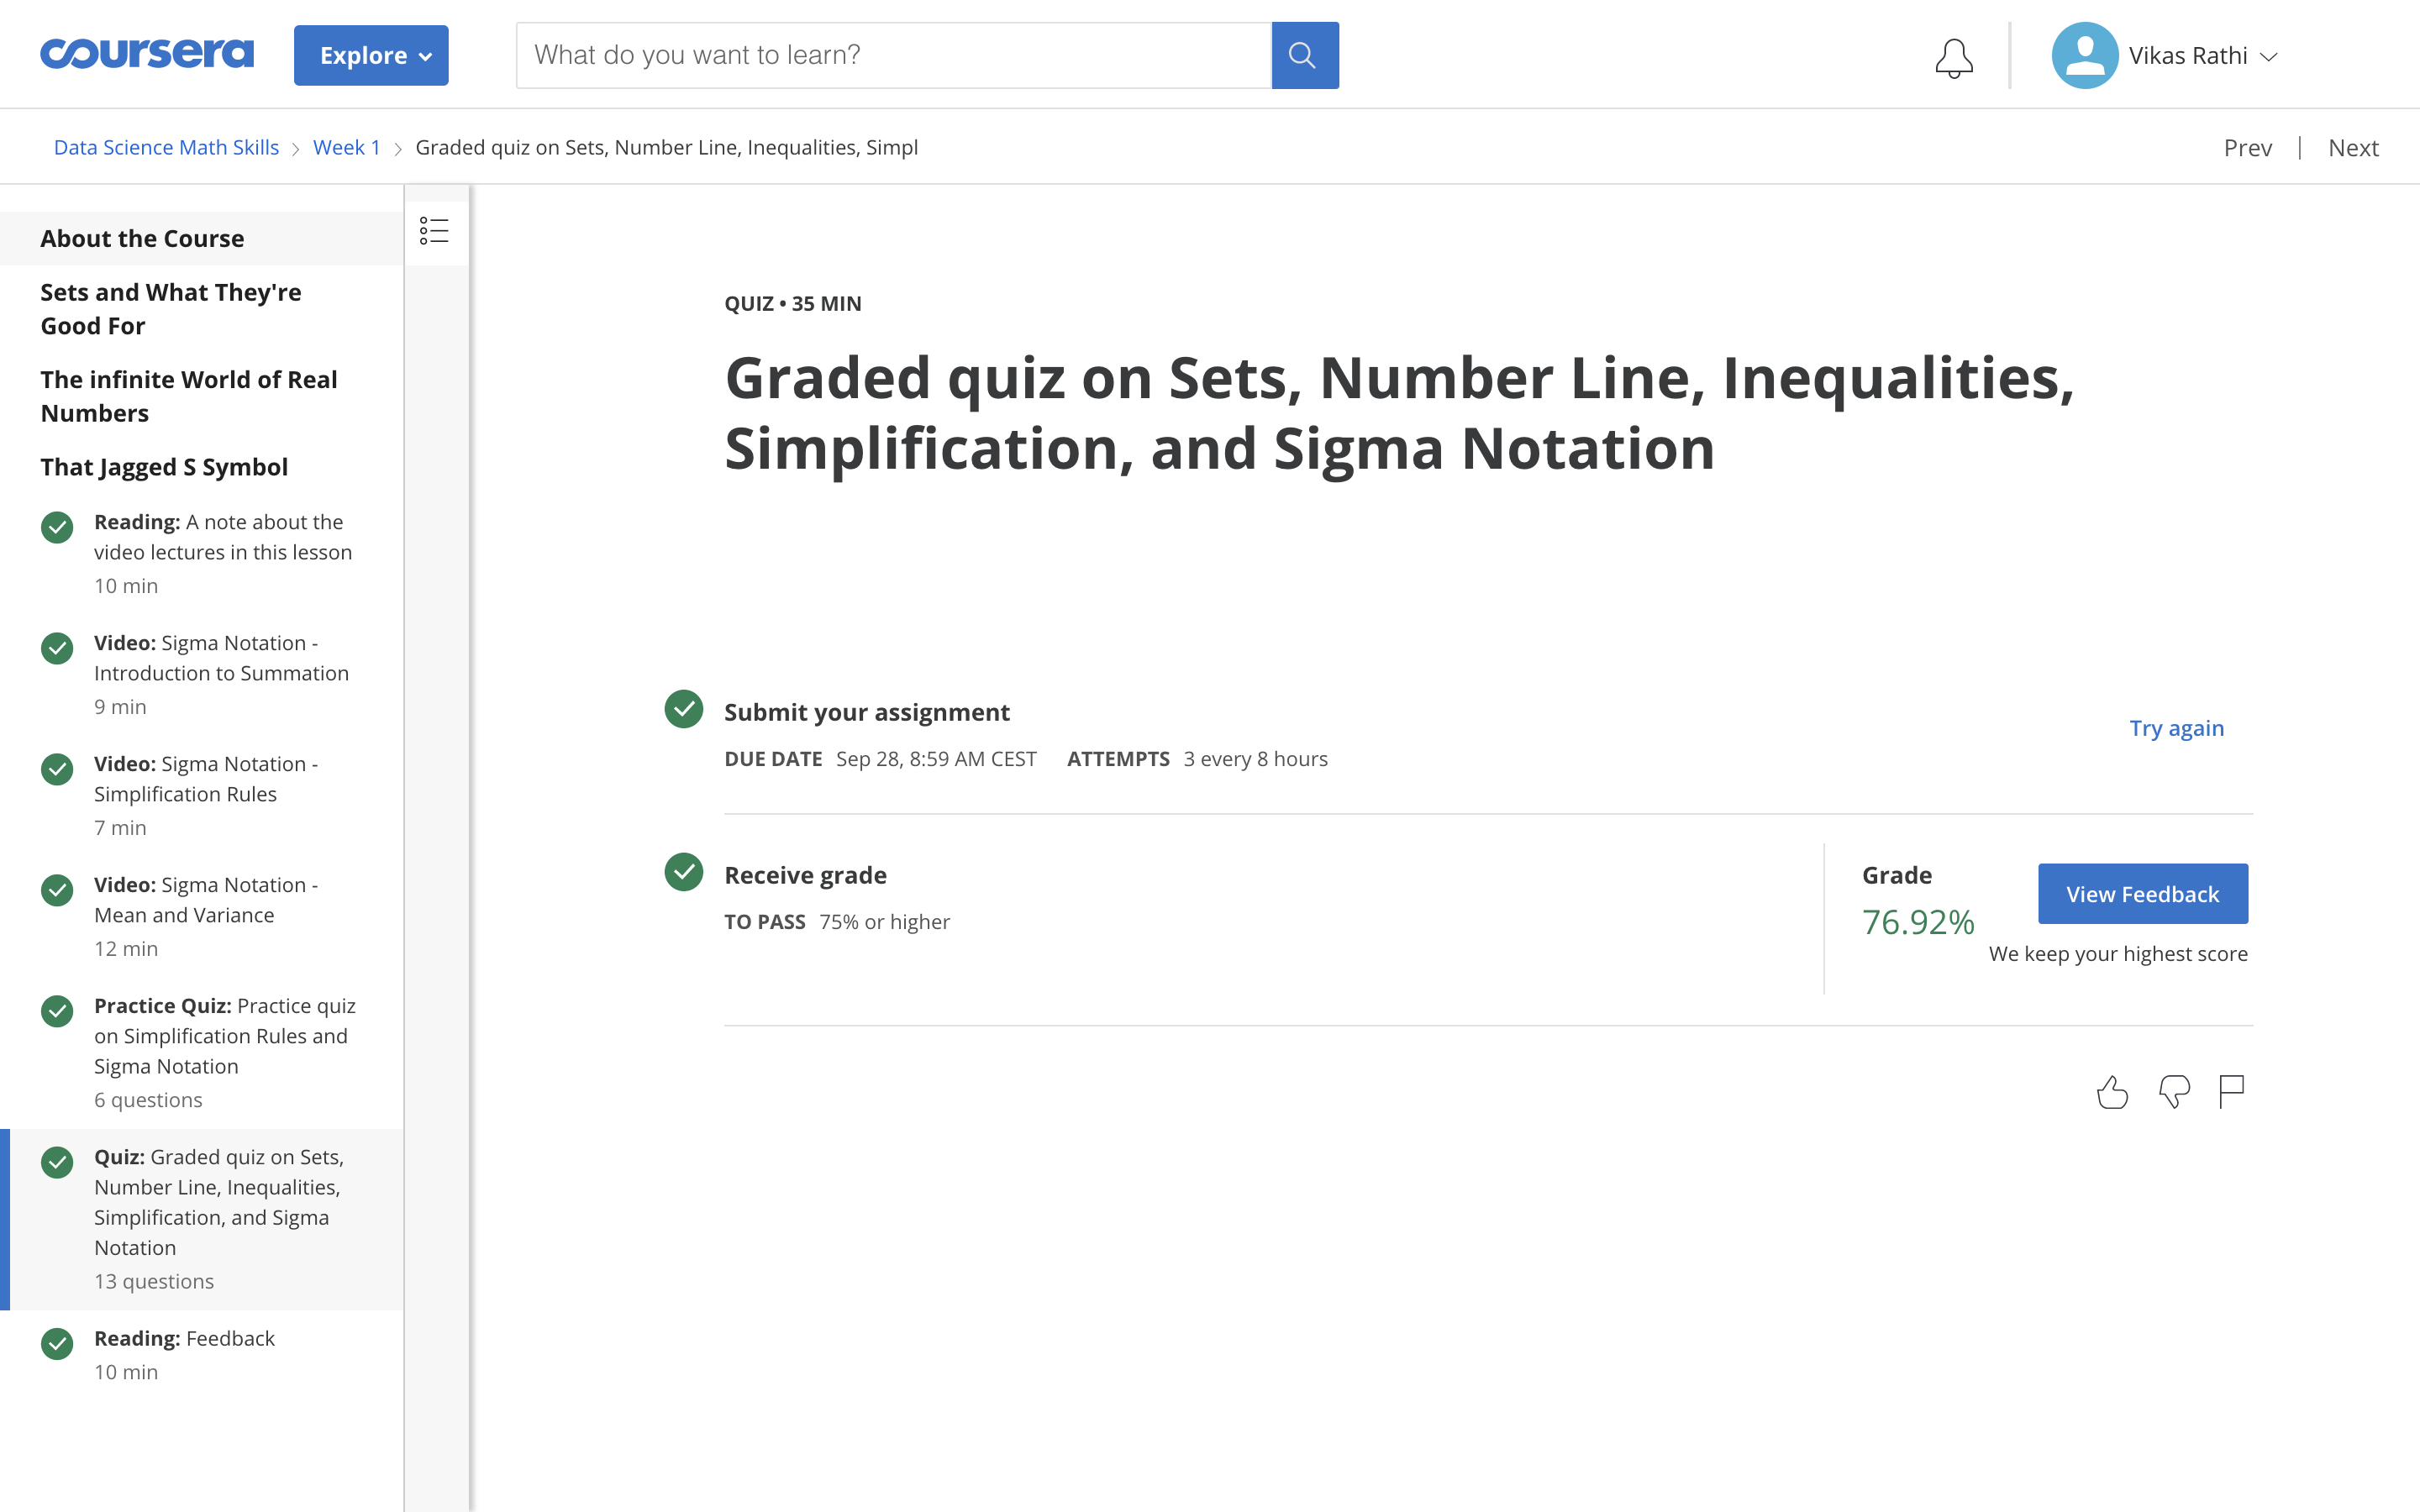 coursera
Explore
What do you want to learn?
Vikas Rathi
Data Science Math Skills
Week 1
Graded quiz on Sets, Number Line, Inequalities, Simpl
Prev
Next
About the Course
Sets and What They're
Good For
The infinite World of Real
Numbers
That Jagged S Symbol
Reading: A note about the
video lectures in this lesson
10 min
Video: Sigma Notation -
Introduction to Summation
9 min
Video: Sigma Notation -
Simplification Rules
7 min
Video: Sigma Notation -
Mean and Variance
12 min
Practice Quiz: Practice quiz
on Simplification Rules and
Sigma Notation
6 questions
Quiz: Graded quiz on Sets,
Number Line, Inequalities,
Simplification, and Sigma
Notation
13 questions
Reading: Feedback
10 min
QUIZ • 35 MIN
Graded quiz on Sets, Number Line, Inequalities,
Simplification, and Sigma Notation
Submit your assignment
DUE DATE Sep 28, 8:59 AM CEST ATTEMPTS 3 every 8 hours
Try again
Receive grade
TO PASS 75% or higher
Grade
76.92%
View Feedback
We keep your highest score